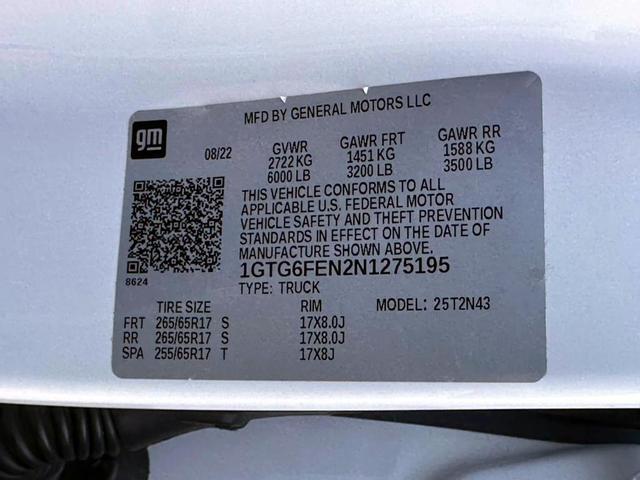 MFD BY GENERAL MOTORS LLC
gm
08/22 GVWR GAWR FRT GAWR RR
2722 KG 1451 KG 1588 KG
6000 LB 3200 LB 3500 LB
THIS VEHICLE CONFORMS TO ALL
APPLICABLE U.S. FEDERAL MOTOR
VEHICLE SAFETY AND THEFT PREVENTION
STANDARDS IN EFFECT ON THE DATE OF
MANUFACTURE SHOWN ABOVE.
8624
1GTG6FEN2N1275195
TYPE: TRUCK
TIRE SIZE RIM MODEL: 25T2N43
FRT 265/65R17 S 17X8.0J
RR 265/65R17 S 17X8.0J
SPA 255/65R17 T 17X8J